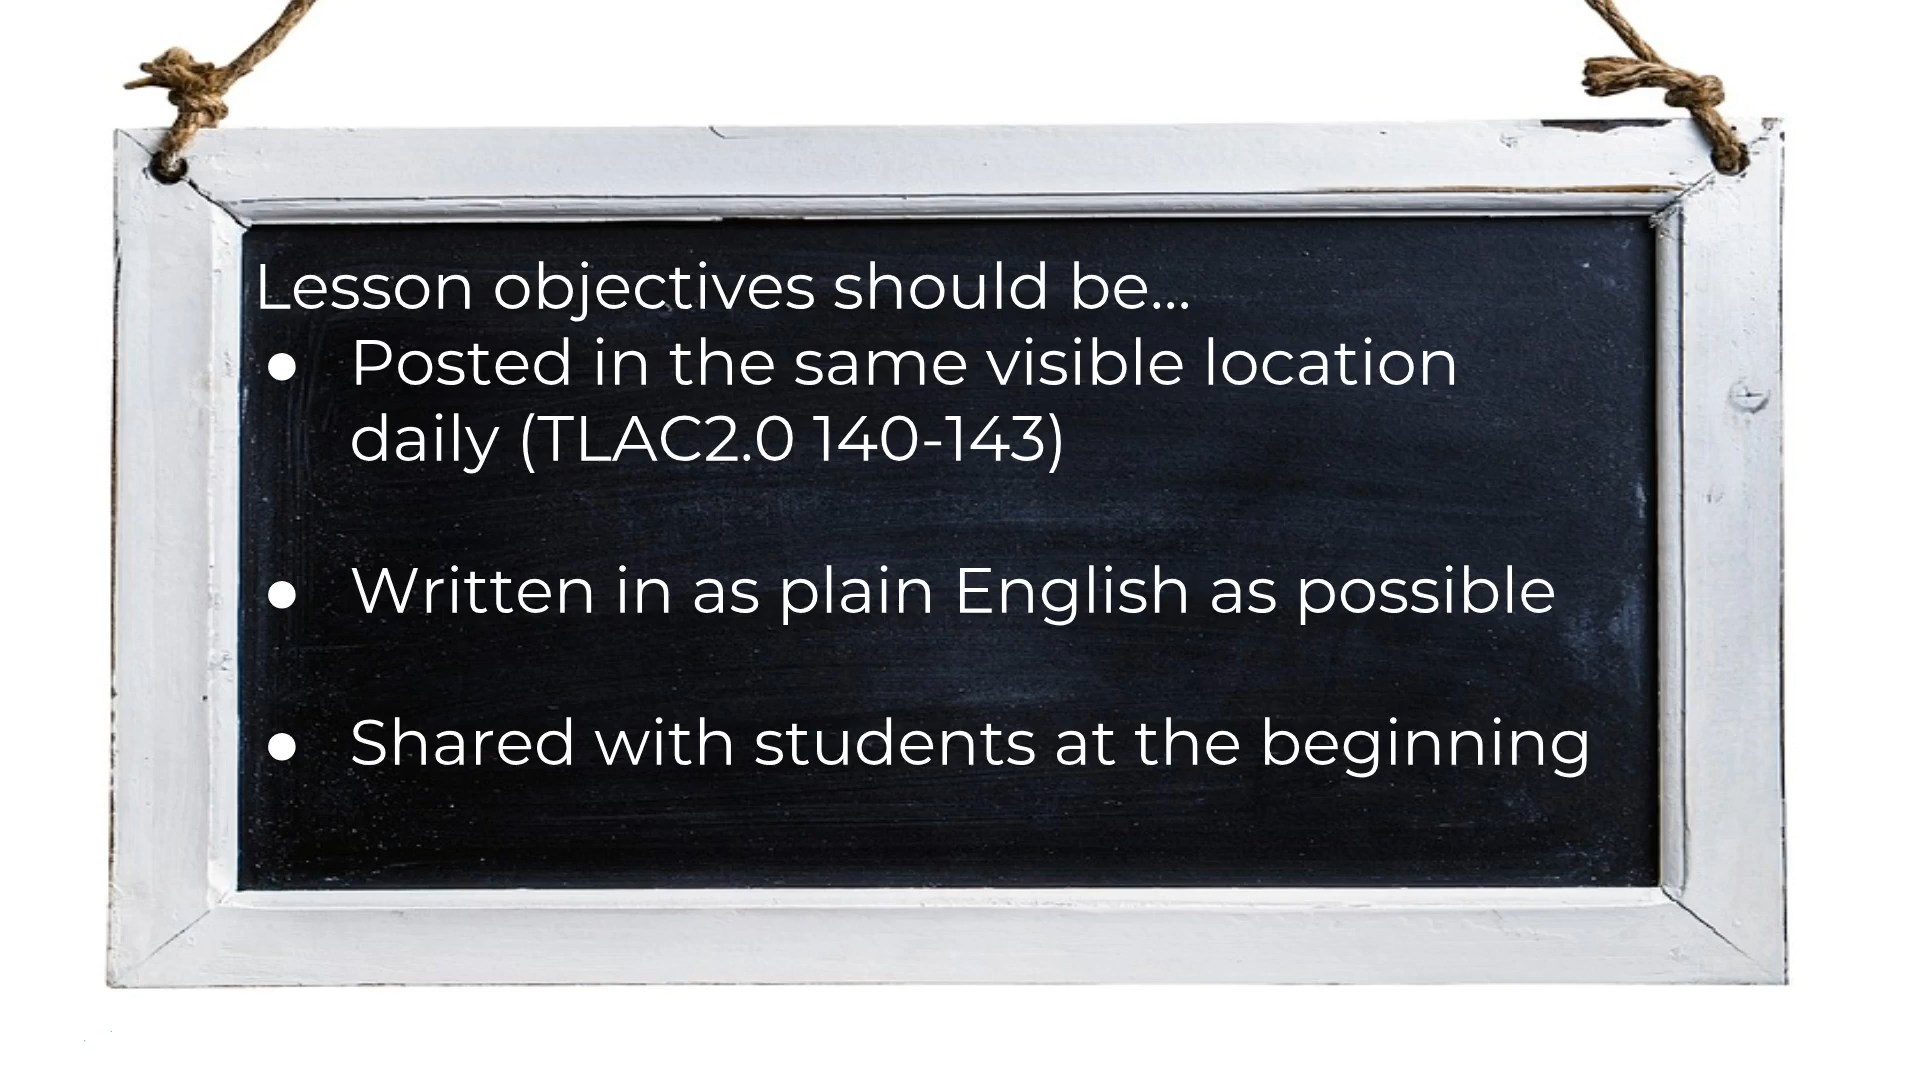 Lesson objectives should be...
● Posted in the same visible location
daily (TLAC2.0 140-143)
● Written in as plain English as possible
● Shared with students at the beginning